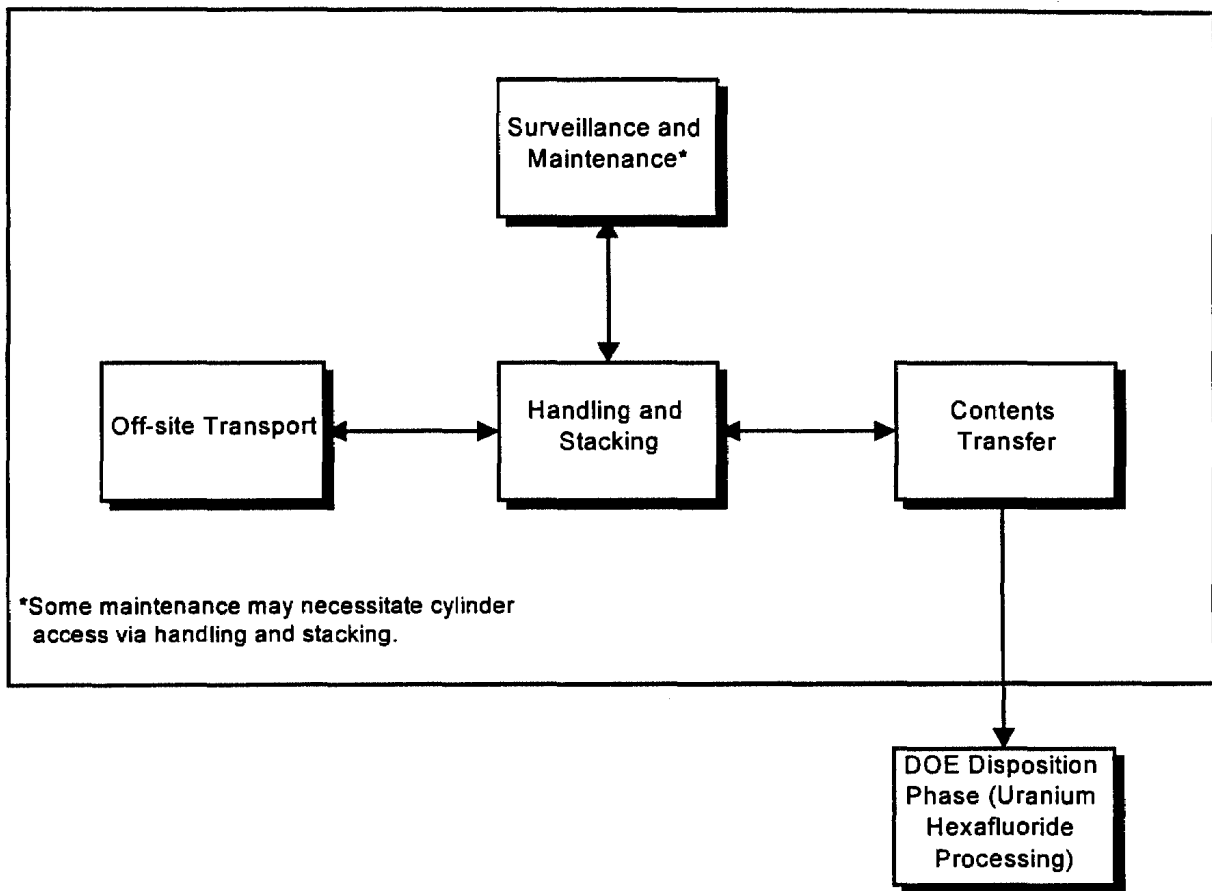 Surveillance and
Maintenance*
Off-site Transport
Handling and
Stacking
Contents
Transfer
*Some maintenance may necessitate cylinder
access via handling and stacking.
DOE Disposition
Phase (Uranium
Hexafluoride
Processing)